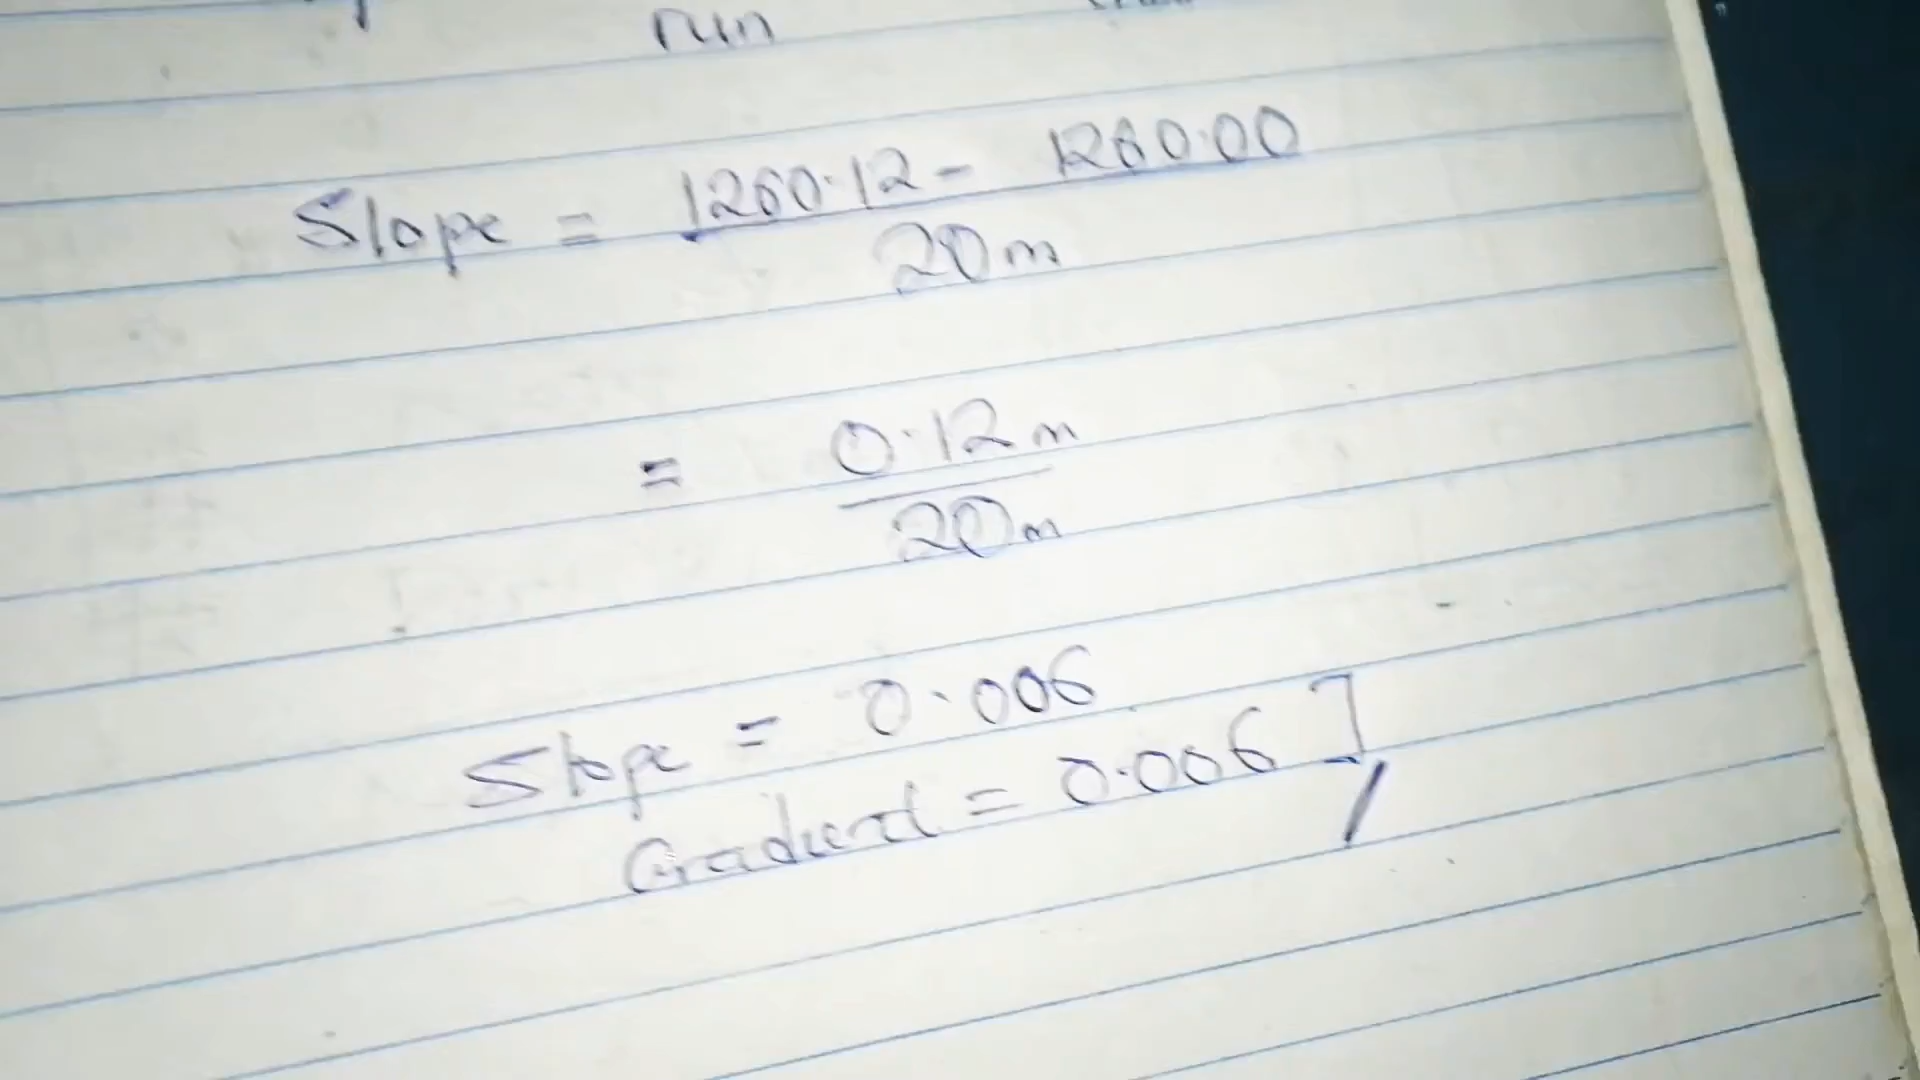 run
Slope = 1260.12 - 1260.00
20m
= 0.12m
20m
Slope = 0.006
Gradient = 0.006]